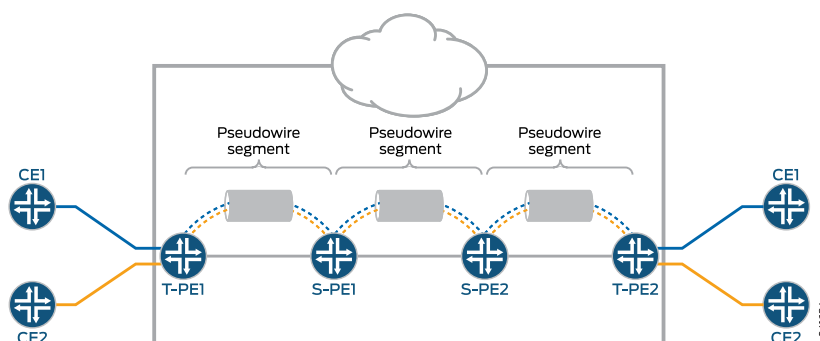 Pseudowire
segment
Pseudowire
segment
Pseudowire
segment
CE1
CE1
T-PE1
S-PE1
S-PE2
T-PE2
CE2
CE2